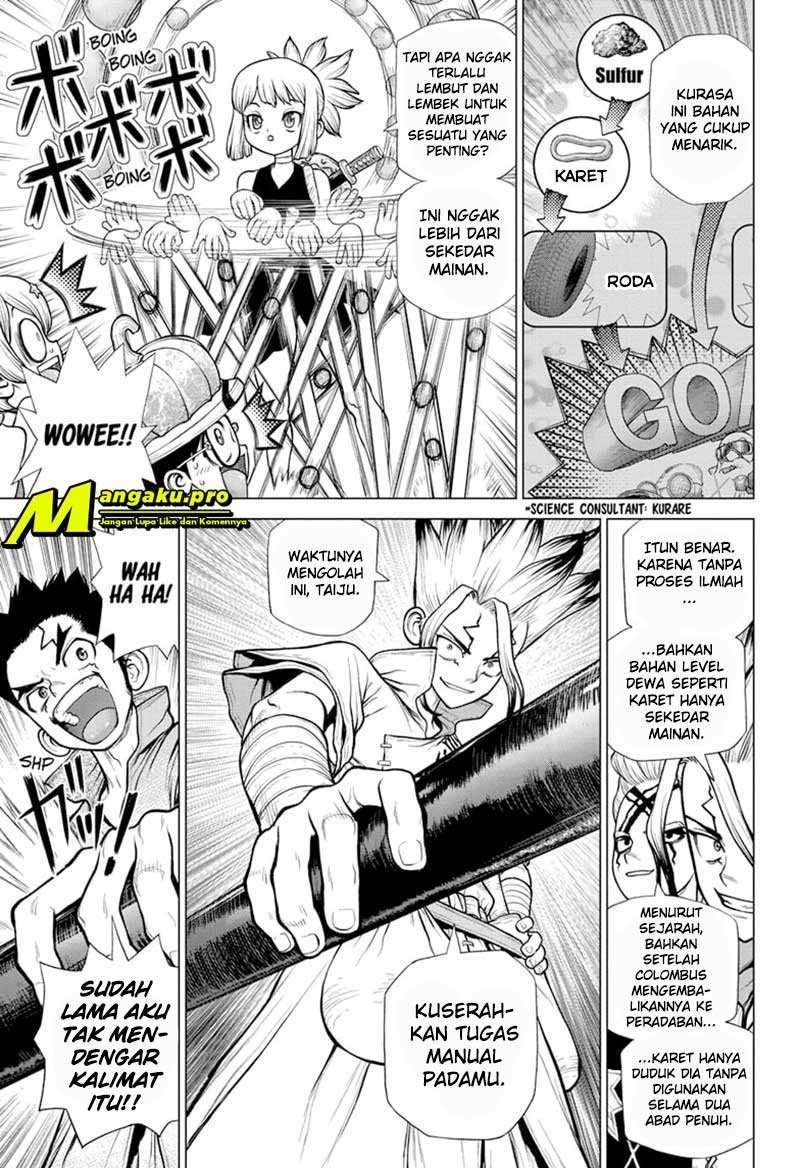 Sulfur
KARET
RODA
KURASA
INI BAHAN
YANG CUKUP
MENARIK.
GO
TAPI APA NGGAK
TERLALU
LEMBUT DAN
LEMBEK UNTUK
MEMBUAT
SESUATU YANG
PENTING?
INI NGGAK
LEBIH DARI
SEKEDAR
MAINAN.
BOING
BOING
BOING
BOING
ボボ
ボボ
ボボ
WOWEE!!
Mangaku.pro
Jangan Lupa Like dan Komennya
*SCIENCE CONSULTANT: KURARE
ITUN BENAR.
KARENA TANPA
PROSES ILMIAH
...
...BAHKAN
BAHAN LEVEL
DEWA SEPERTI
KARET HANYA
SEKEDAR
MAINAN.
MENURUT
SEJARAH,
BAHKAN
SETELAH
COLOMBUS
MENGEMBA-
LIKANNYA KE
PERADABAN...
...KARET HANYA
DUDUK DIA TANPA
DIGUNAKAN
SELAMA DUA
ABAD PENUH.
WAKTUNYA
MENGOLAH
INI, TAIJU.
KUSERAH-
KAN TUGAS
MANUAL
PADAMU.
WAH
HA HA!
SHP
ガッ!
SUDAH
LAMA AKU
TAK MEN-
DENGAR
KALIMAT
ITU!!